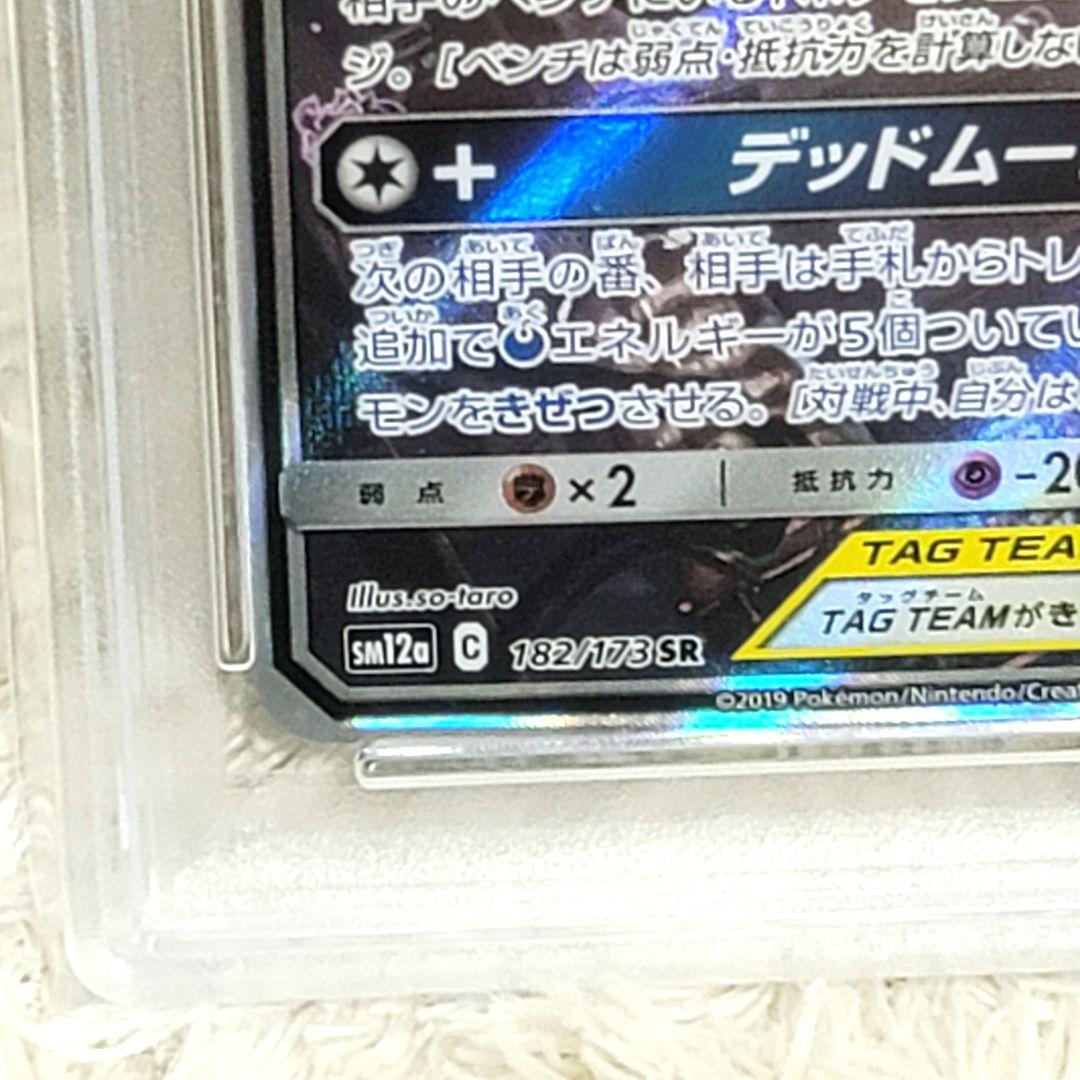 ジ。[ベンチは弱点・抵抗力を計算しな
+ デッドムー
次の相手の番、相手は手札からトレ
追加でエネルギーが5個ついてい
モンをきぜつさせる。[対戦中、自分は
弱点 ×2 抵抗力 -20
TAG TEA
Illus.so-taro
タッグチーム
TAG TEAMがき
SM12a C 182/173 SR
©2019 Pokémon/Nintendo/Crea